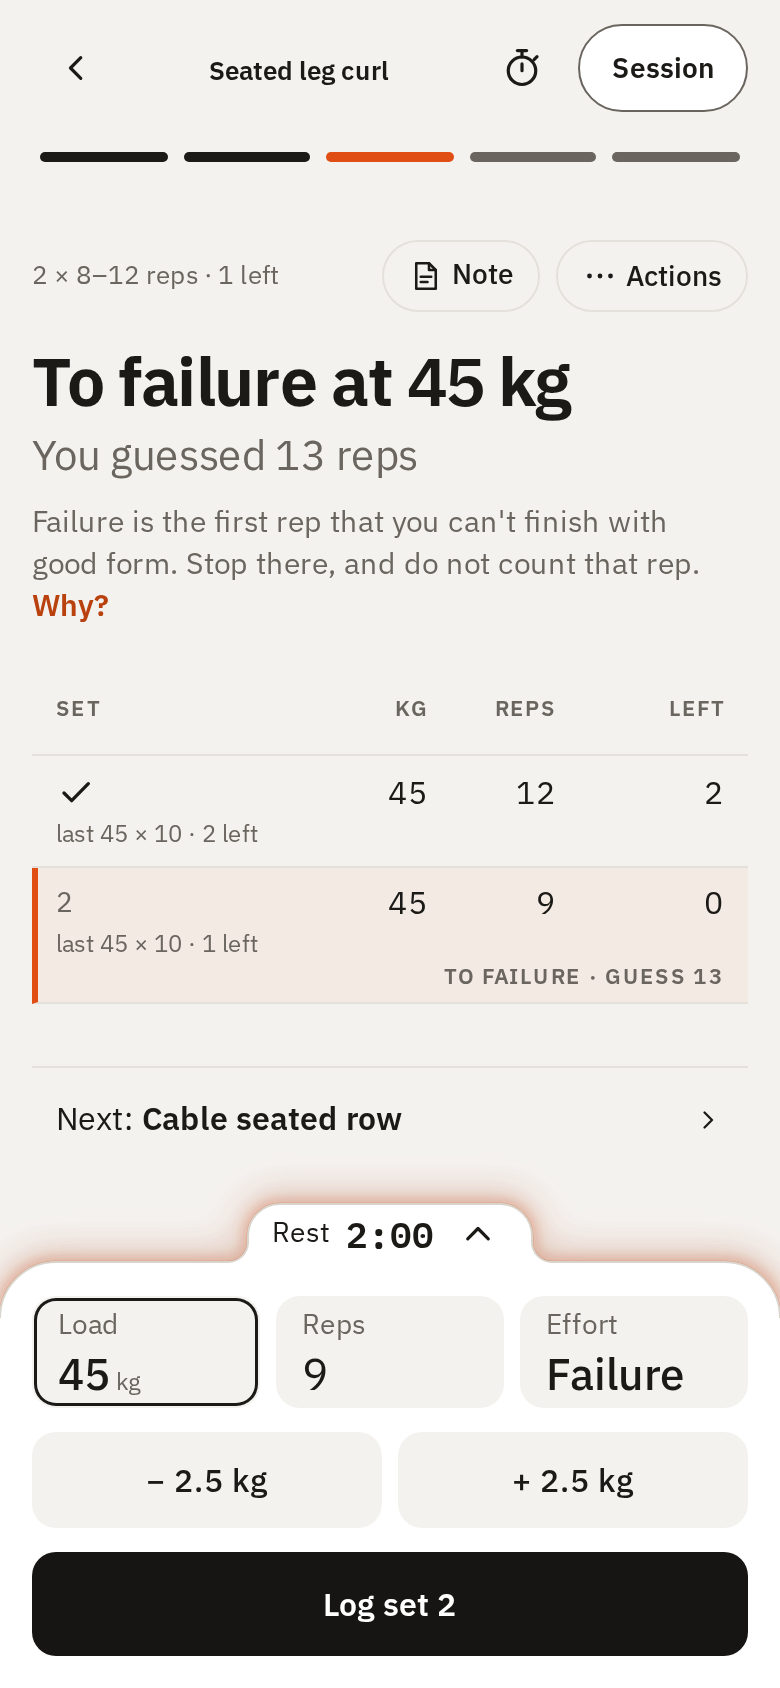 Seated leg curl
Session
2 × 8–12 reps · 1 left
Note
··· Actions
To failure at 45 kg
You guessed 13 reps
Failure is the first rep that you can't finish with
good form. Stop there, and do not count that rep.
Why?
SET KG REPS LEFT
45 12 2
last 45 × 10 · 2 left
2 45 9 0
last 45 × 10 · 1 left
TO FAILURE · GUESS 13
Next: Cable seated row
Rest 2:00
Load Reps Effort
45 kg 9 Failure
– 2.5 kg + 2.5 kg
Log set 2